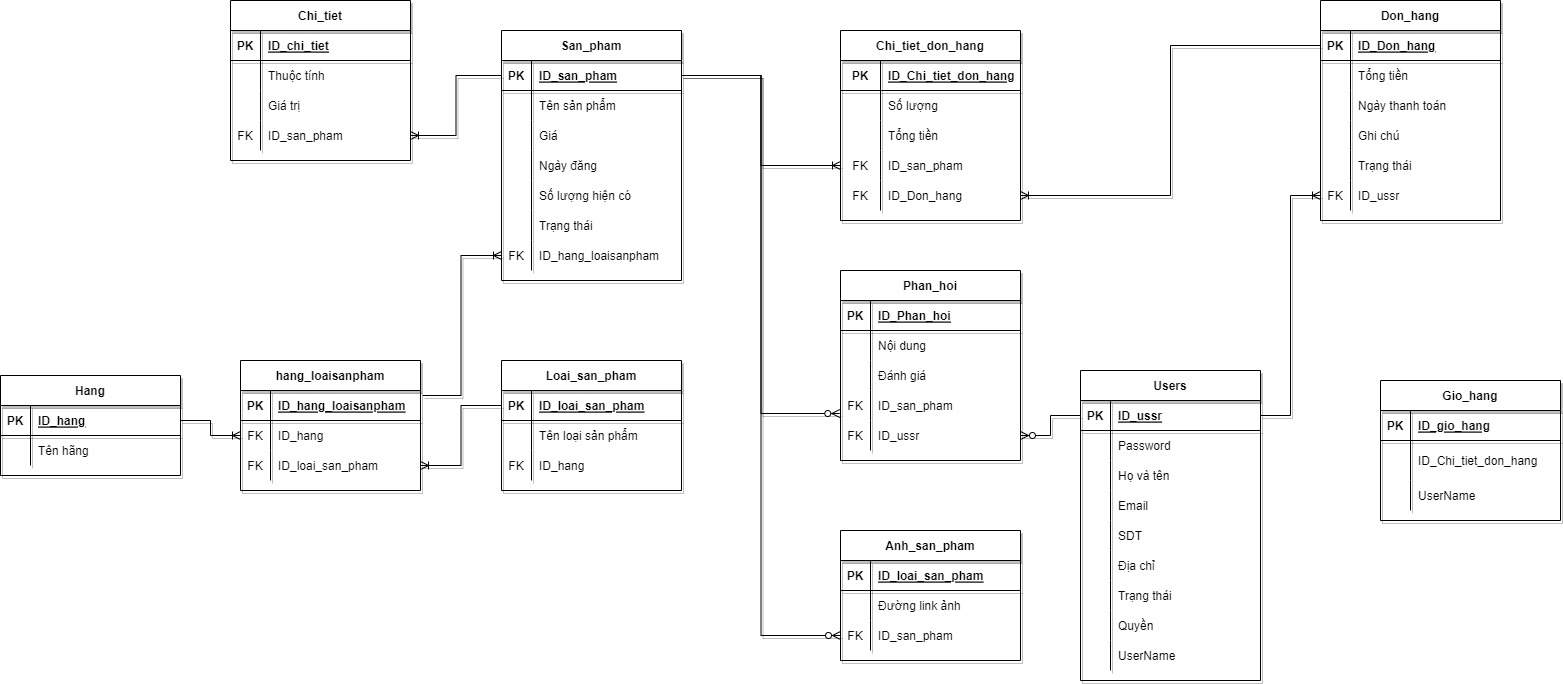 Chi_tiet
PK ID_chi_tiet
Thuộc tính
Giá trị
FK ID_san_pham
San_pham
PK ID_san_pham
Tên sản phẩm
Giá
Ngày đăng
Số lượng hiện có
Trạng thái
FK ID_hang_loaisanpham
Chi_tiet_don_hang
PK ID_Chi_tiet_don_hang
Số lượng
Tổng tiền
FK ID_san_pham
FK ID_Don_hang
Don_hang
PK ID_Don_hang
Tổng tiền
Ngày thanh toán
Ghi chú
Trạng thái
FK ID_ussr
Phan_hoi
PK ID_Phan_hoi
Nội dung
Đánh giá
FK ID_san_pham
FK ID_ussr
Hang
PK ID_hang
Tên hãng
hang_loaisanpham
PK ID_hang_loaisanpham
FK ID_hang
FK ID_loai_san_pham
Loai_san_pham
PK ID_loai_san_pham
Tên loại sản phẩm
FK ID_hang
Users
PK ID_ussr
Password
Họ và tên
Email
SDT
Địa chỉ
Trạng thái
Quyền
UserName
Gio_hang
PK ID_gio_hang
ID_Chi_tiet_don_hang
UserName
Anh_san_pham
PK ID_loai_san_pham
Đường link ảnh
FK ID_san_pham